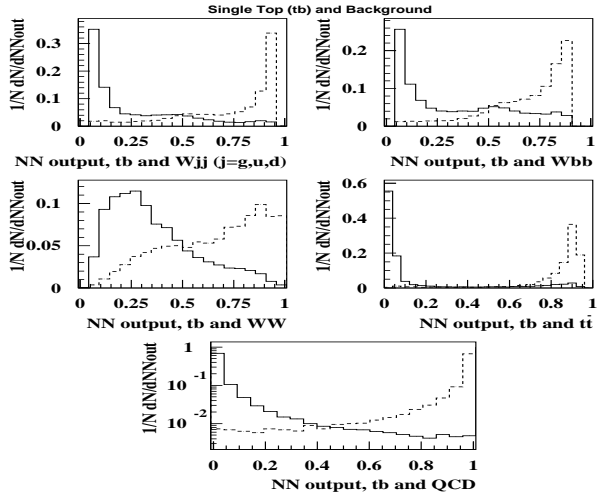 Single Top (tb) and Background
1/N dN/dNNout
0.3
0.2
0.1
0
0 0.25 0.5 0.75 1
NN output, tb and Wjj (j=g,u,d)
1/N dN/dNNout
0.2
0.1
0
0 0.25 0.5 0.75 1
NN output, tb and Wbb
1/N dN/dNNout
0.1
0.05
0
0 0.25 0.5 0.75 1
NN output, tb and WW
1/N dN/dNNout
0.6
0.4
0.2
0
0 0.2 0.4 0.6 0.8 1
NN output, tb and tt̄
1/N dN/dNNout
1
10 -1
10 -2
0 0.2 0.4 0.6 0.8 1
NN output, tb and QCD